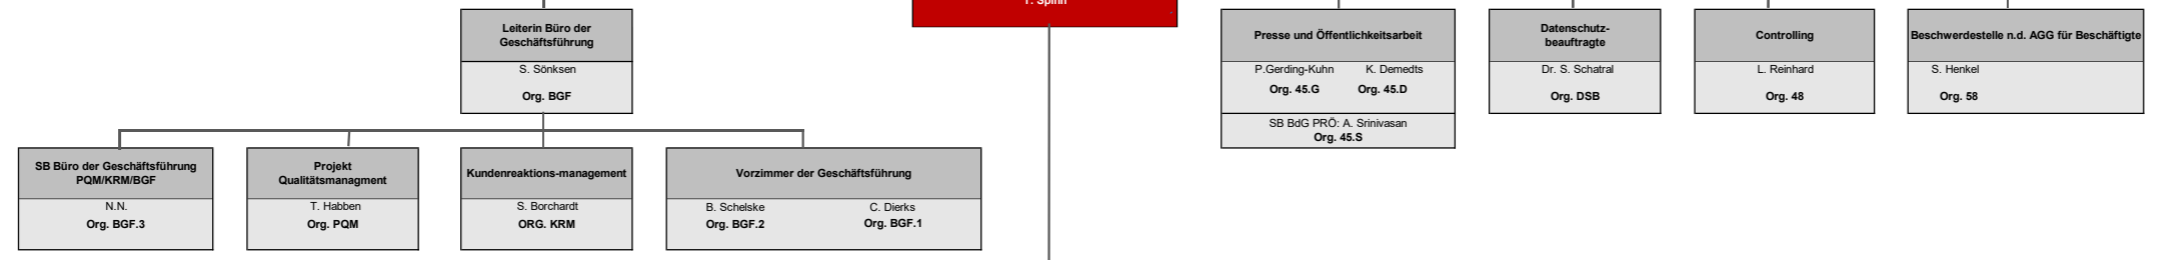 T. Spinn
Leiterin Büro der
Geschäftsführung
S. Sönksen
Org. BGF
Presse und Öffentlichkeitsarbeit
P.Gerding-Kuhn K. Demedts
Org. 45.G Org. 45.D
SB BdG PRÖ: A. Srinivasan
Org. 45.S
Datenschutz-
beauftragte
Dr. S. Schatral
Org. DSB
Controlling
L. Reinhard
Org. 48
Beschwerdestelle n.d. AGG für Beschäftigte
S. Henkel
Org. 58
SB Büro der Geschäftsführung
PQM/KRM/BGF
N.N.
Org. BGF.3
Projekt
Qualitätsmanagment
T. Habben
Org. PQM
Kundenreaktions-management
S. Borchardt
ORG. KRM
Vorzimmer der Geschäftsführung
B. Schelske C. Dierks
Org. BGF.2 Org. BGF.1